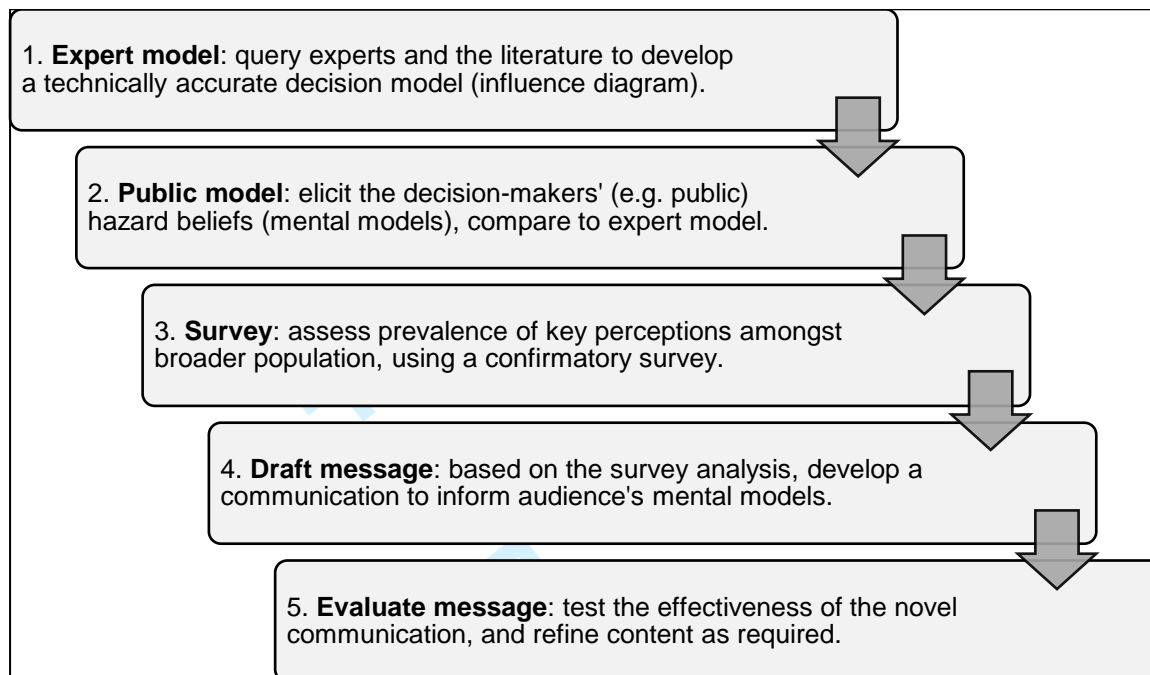 1. Expert model: query experts and the literature to develop
a technically accurate decision model (influence diagram).
2. Public model: elicit the decision-makers' (e.g. public)
hazard beliefs (mental models), compare to expert model.
3. Survey: assess prevalence of key perceptions amongst
broader population, using a confirmatory survey.
4. Draft message: based on the survey analysis, develop a
communication to inform audience's mental models.
5. Evaluate message: test the effectiveness of the novel
communication, and refine content as required.